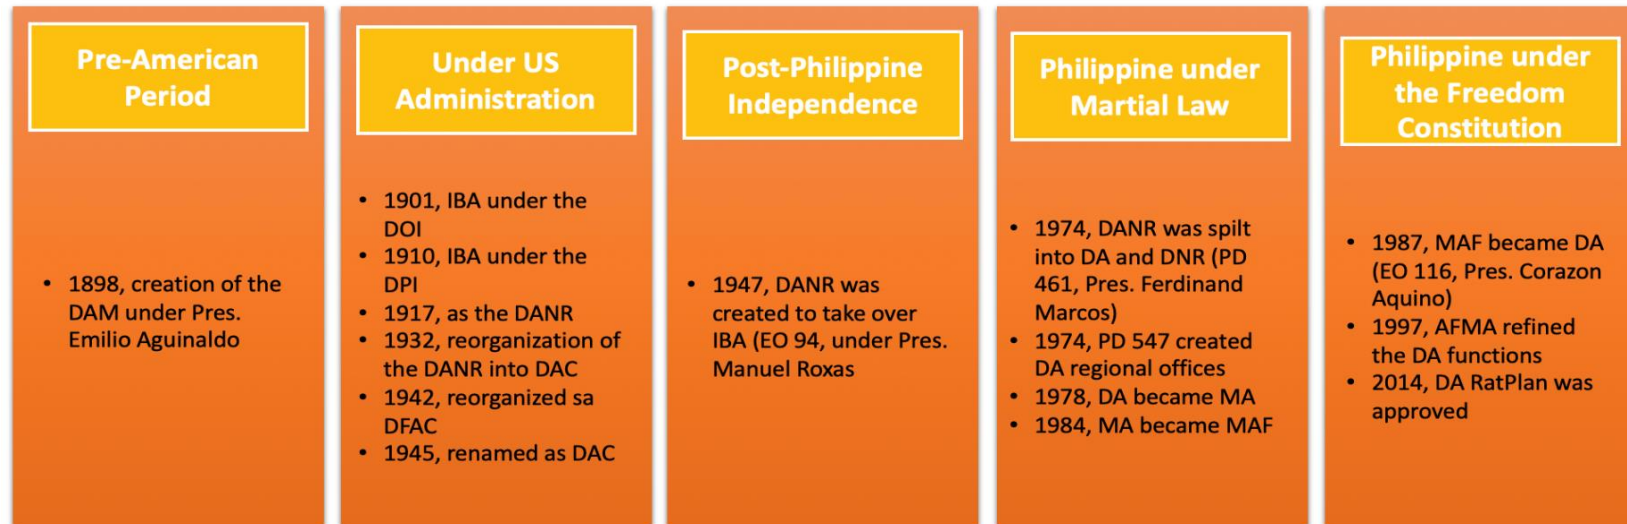 Pre-American
Period
• 1898, creation of the
DAM under Pres.
Emilio Aguinaldo
Under US
Administration
• 1901, IBA under the
DOI
• 1910, IBA under the
DPI
• 1917, as the DANR
• 1932, reorganization of
the DANR into DAC
• 1942, reorganized sa
DFAC
• 1945, renamed as DAC
Post-Philippine
Independence
• 1947, DANR was
created to take over
IBA (EO 94, under Pres.
Manuel Roxas
Philippine under
Martial Law
• 1974, DANR was spilt
into DA and DNR (PD
461, Pres. Ferdinand
Marcos)
• 1974, PD 547 created
DA regional offices
• 1978, DA became MA
• 1984, MA became MAF
Philippine under
the Freedom
Constitution
• 1987, MAF became DA
(EO 116, Pres. Corazon
Aquino)
• 1997, AFMA refined
the DA functions
• 2014, DA RatPlan was
approved